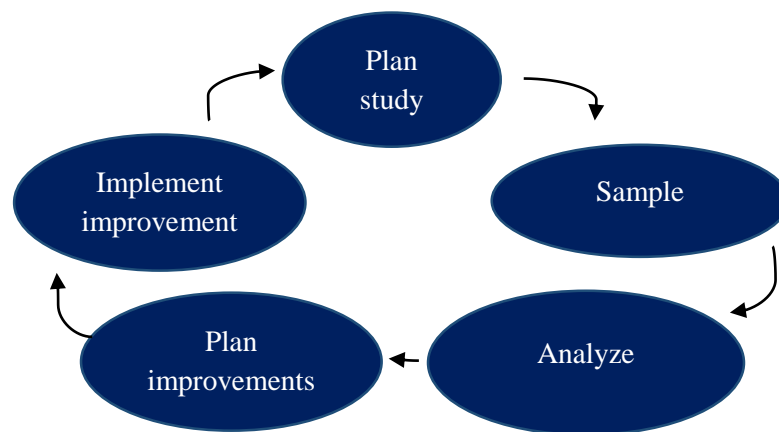 Plan
study
Sample
Analyze
Plan
improvements
Implement
improvement